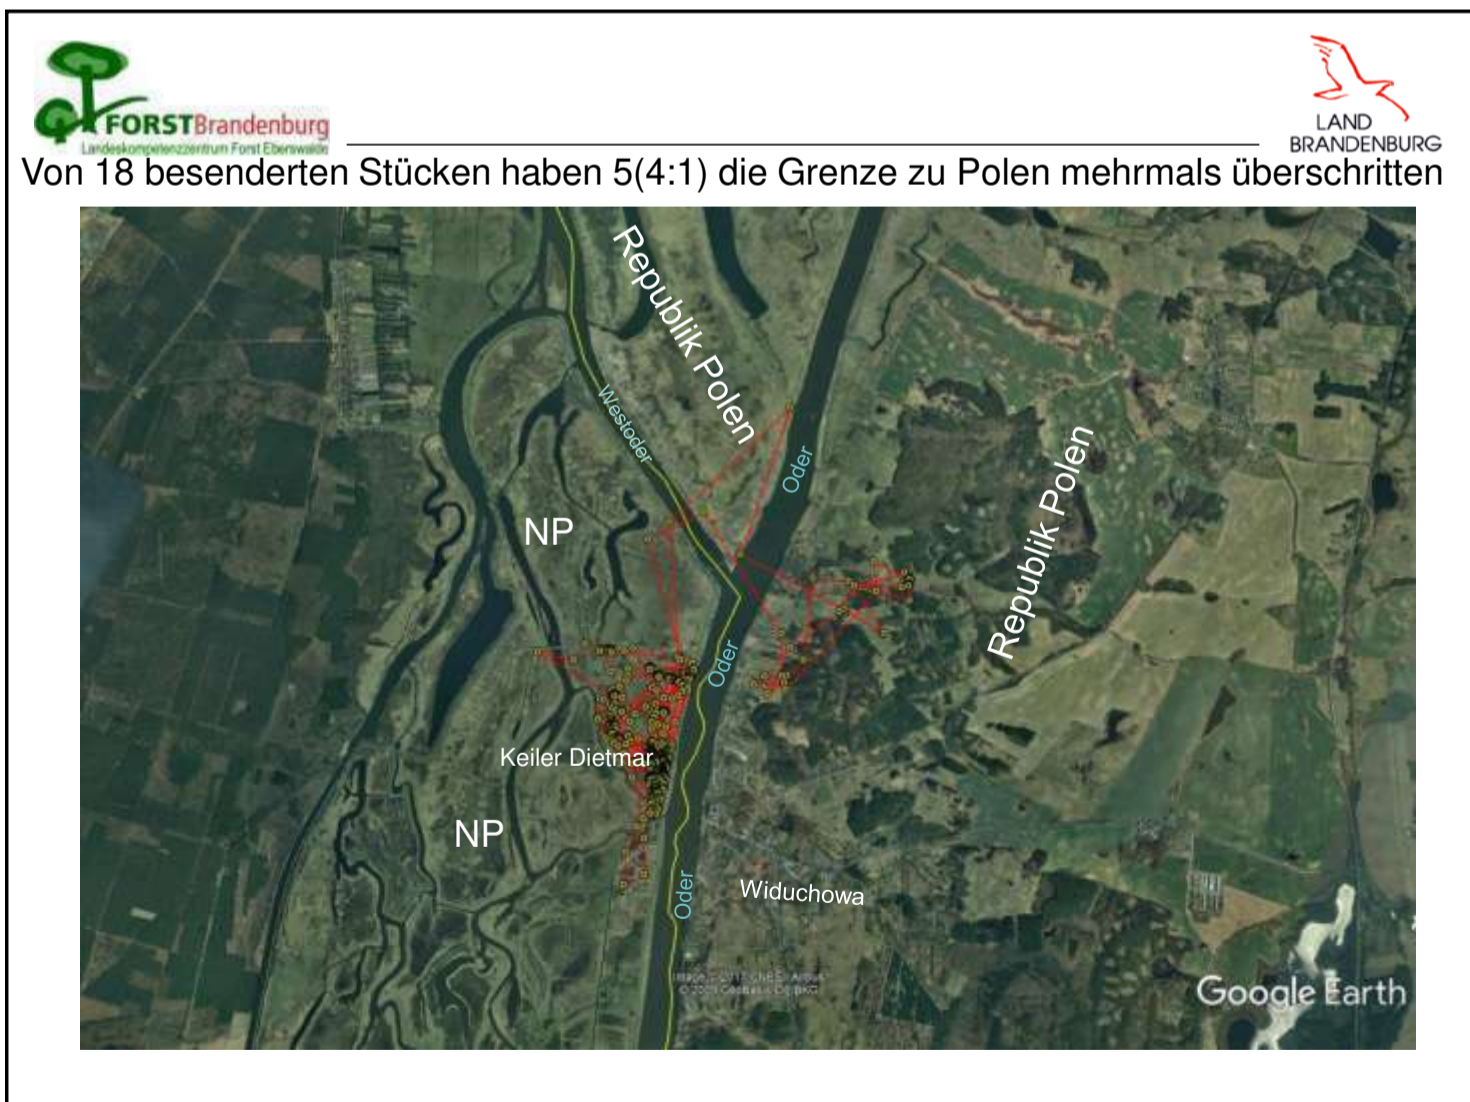 FORSTBrandenburg
Landeskompetenzzentrum Forst Eberswalde
LAND
BRANDENBURG
Von 18 besenderten Stücken haben 5(4:1) die Grenze zu Polen mehrmals überschritten
Republik Polen
Westoder
Oder
Republik Polen
NP
Oder
Keiler Dietmar
NP
Oder
Widuchowa
Google Earth